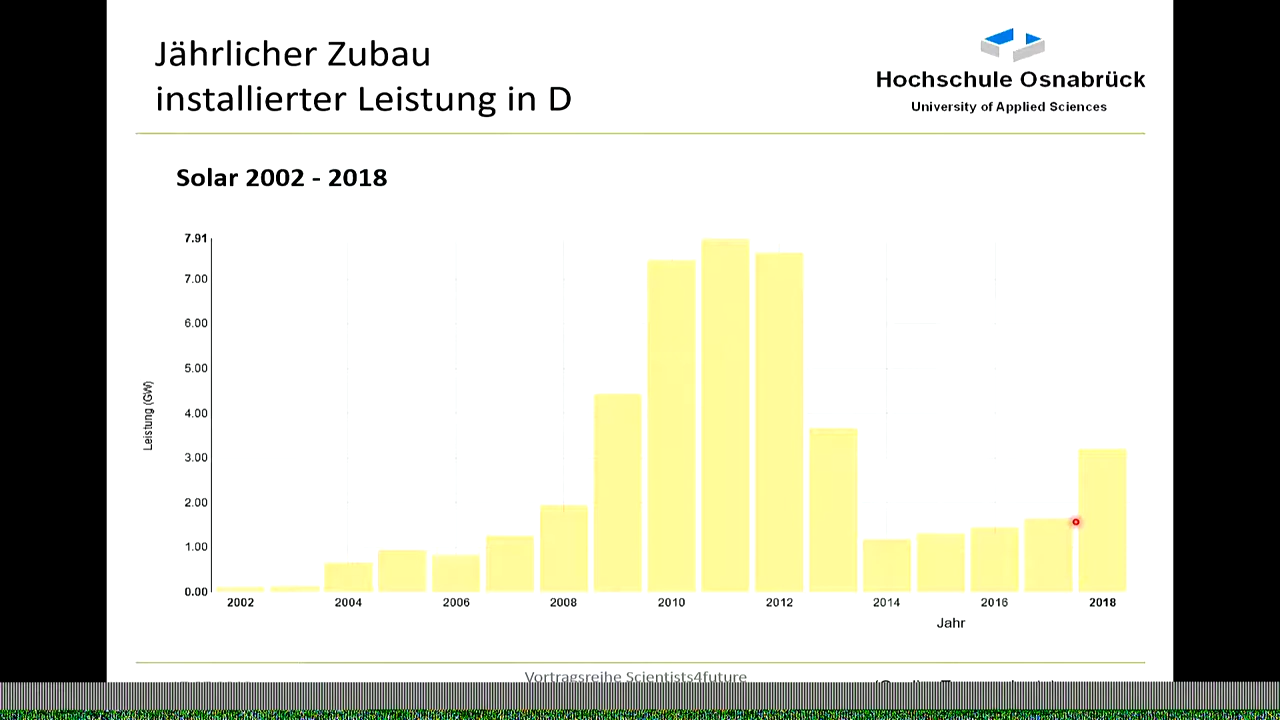 Jährlicher Zubau
installierter Leistung in D
Hochschule Osnabrück
University of Applied Sciences
Solar 2002 - 2018
7.91
7.00
6.00
5.00
4.00
3.00
2.00
1.00
0.00
Leistung (GW)
2002 2004 2006 2008 2010 2012 2014 2016 2018
Jahr
Vortragsreihe Scientists4future